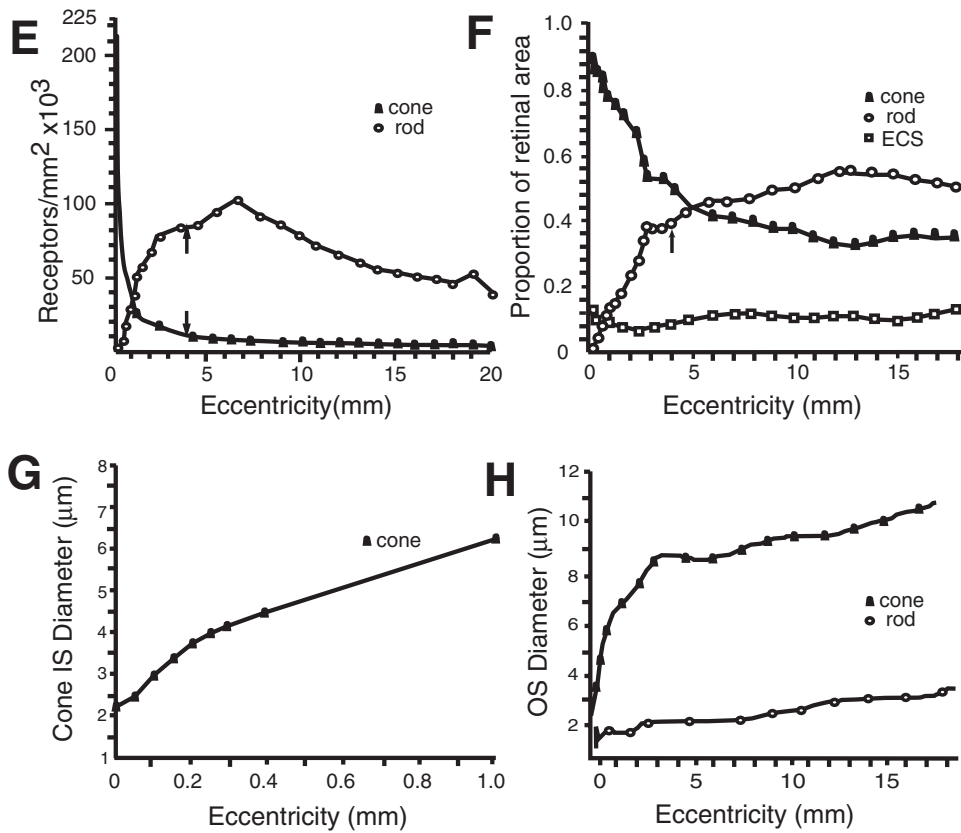 E
Receptors/mm² x10³
225
200
150
100
50
0
5
10
15
20
Eccentricity(mm)
cone
rod
F
Proportion of retinal area
1.0
0.8
0.6
0.4
0.2
0
0
5
10
15
Eccentricity (mm)
cone
rod
ECS
G
Cone IS Diameter (μm)
8
7
6
5
4
3
2
1
0
0.2
0.4
0.6
0.8
1.0
Eccentricity (mm)
cone
H
OS Diameter (μm)
12
10
8
6
4
2
0
5
10
15
Eccentricity (mm)
cone
rod